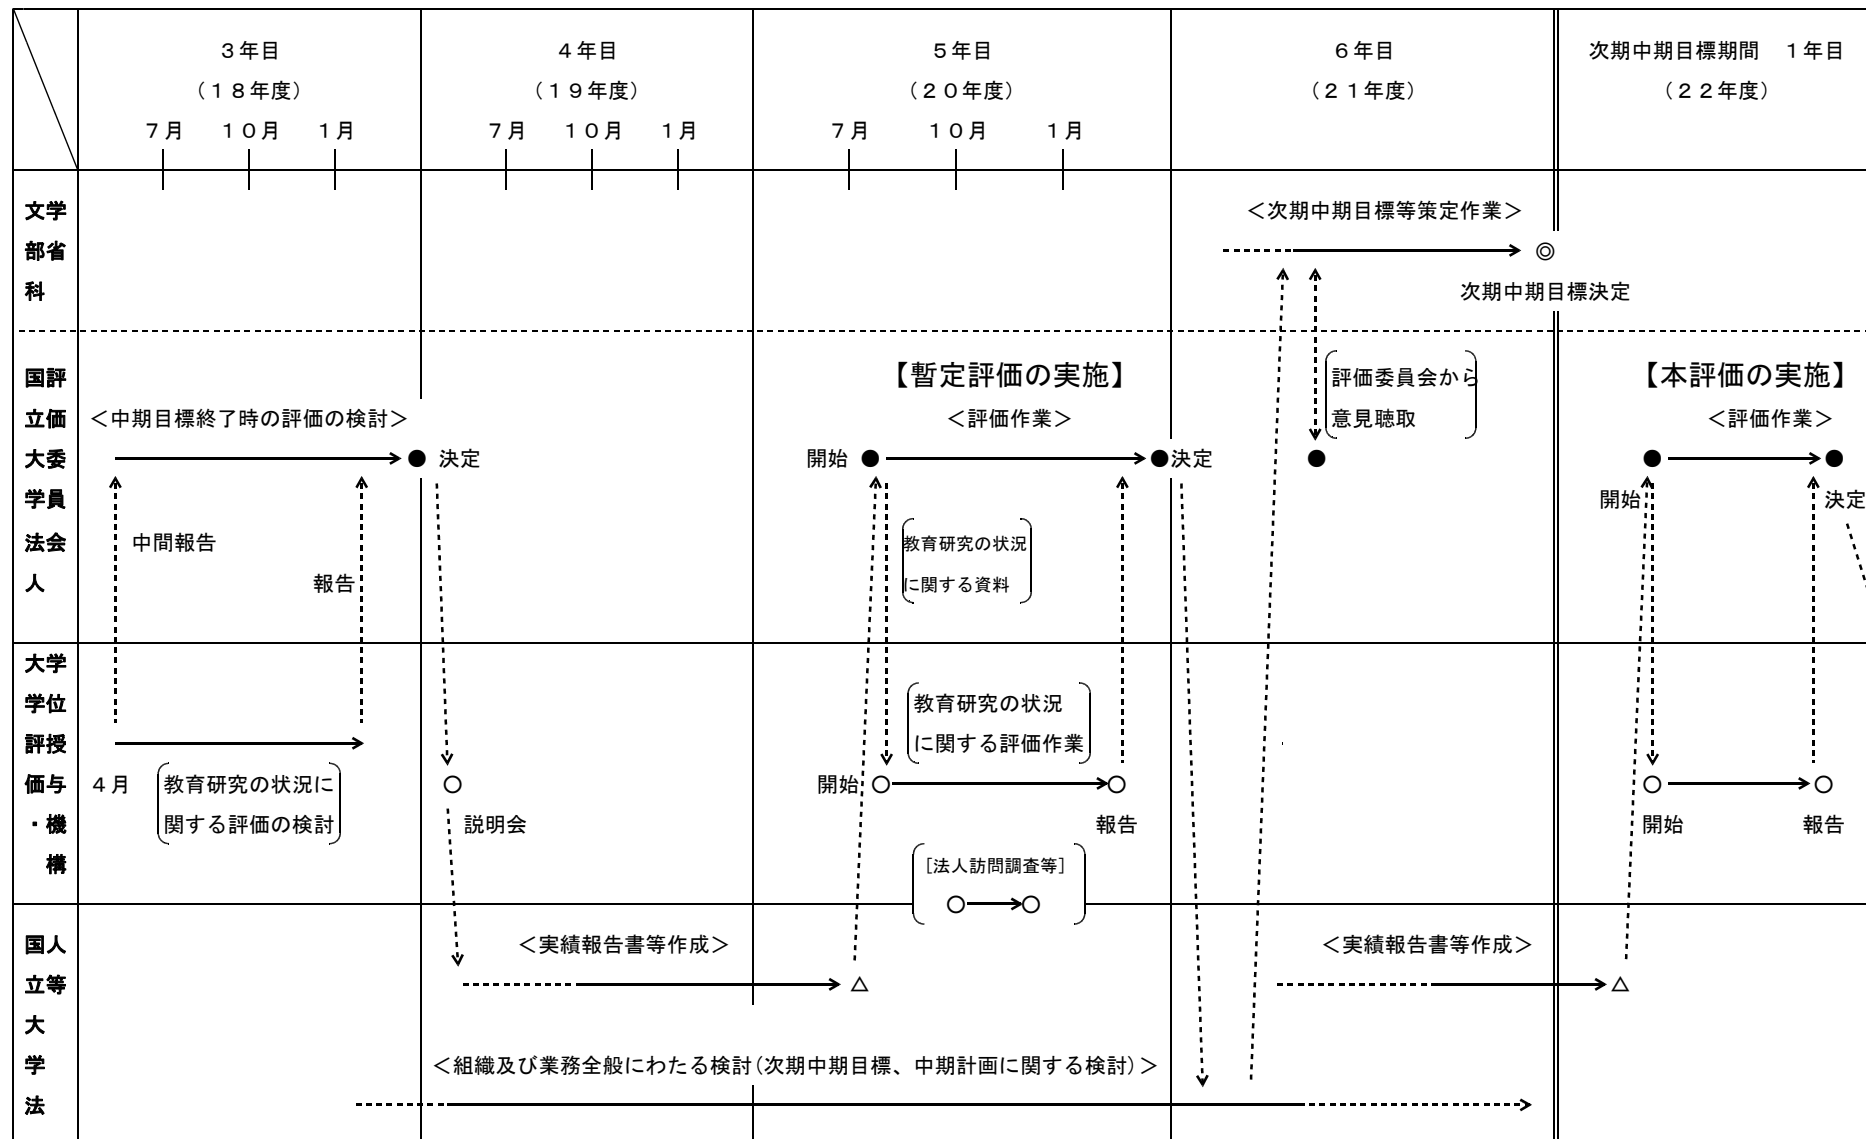 3年目
(18年度)
7月 10月 1月
4年目
(19年度)
7月 10月 1月
5年目
(20年度)
7月 10月 1月
6年目
(21年度)
次期中期目標期間 1年目
(22年度)
文学
部省
科
<次期中期目標等策定作業>
◎
次期中期目標決定
国評
立価
大委
学員
法会
人
<中期目標終了時の評価の検討>
● 決定
中間報告
報告
【暫定評価の実施】
<評価作業>
開始 ●
●決定
教育研究の状況
に関する資料
評価委員会から
意見聴取
●
【本評価の実施】
<評価作業>
● ●
開始
決定
大学
学位
評授
価与
・機
構
4月
教育研究の状況に
関する評価の検討
○
説明会
教育研究の状況
に関する評価作業
開始 ○ ○
報告
[法人訪問調査等]
○ ○
○ ○
開始 報告
国人
立等
大
学
法
<実績報告書等作成>
△
<実績報告書等作成>
△
<組織及び業務全般にわたる検討(次期中期目標、中期計画に関する検討)>